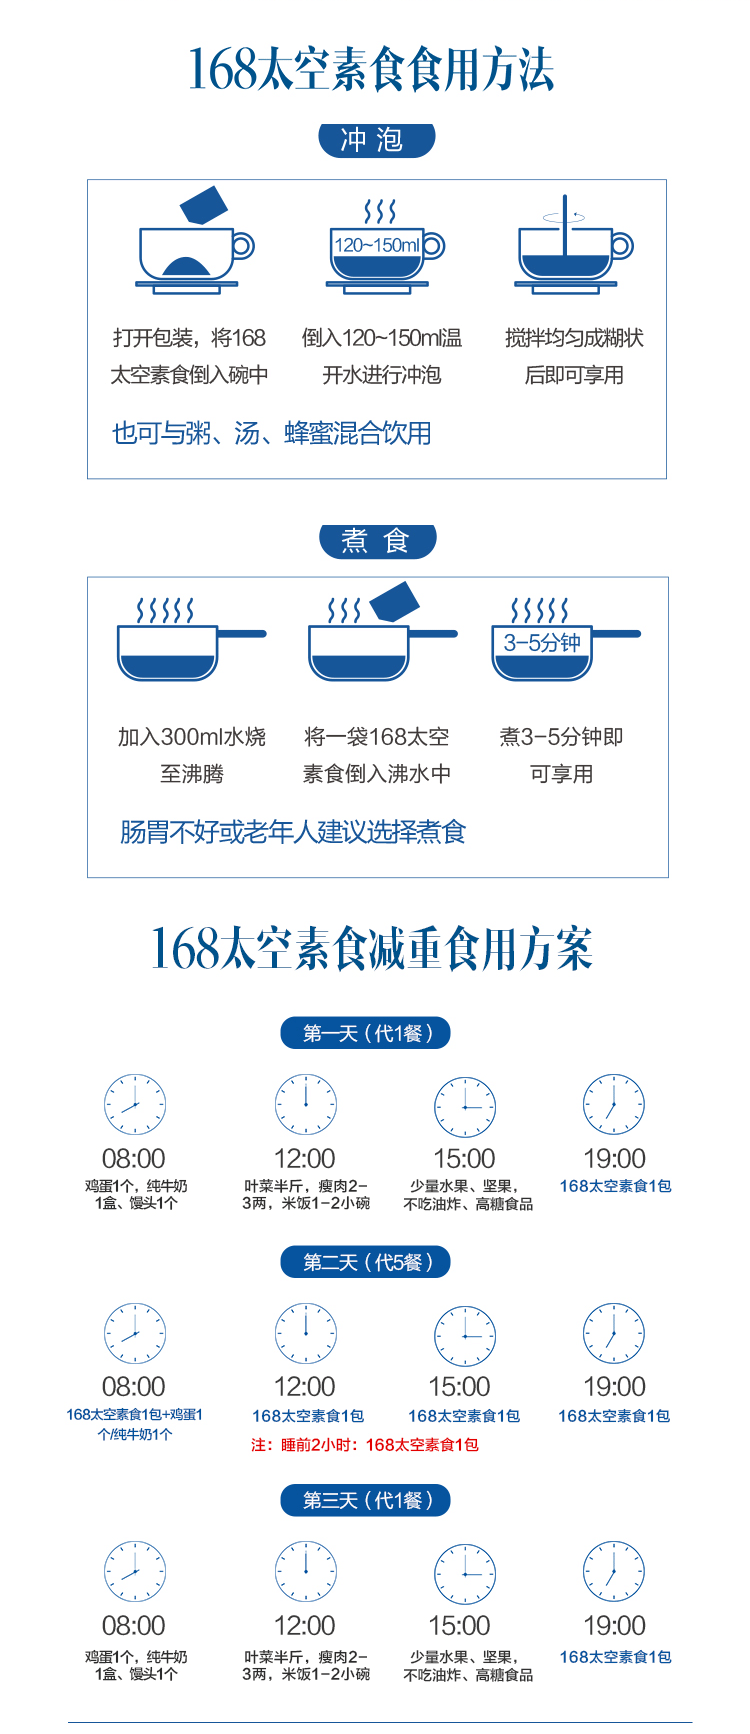 168太空素食食用方法
冲 泡
120~150ml
打开包装，将168
太空素食倒入碗中
倒入120~150ml温
开水进行冲泡
搅拌均匀成糊状
后即可享用
也可与粥、汤、蜂蜜混合饮用
煮 食
3-5分钟
加入300ml水烧
至沸腾
将一袋168太空
素食倒入沸水中
煮3-5分钟即
可享用
肠胃不好或老年人建议选择煮食
168太空素食减重食用方案
第一天（代1餐）
08:00
鸡蛋1个，纯牛奶
1盒、馒头1个
12:00
叶菜半斤，瘦肉2-
3两，米饭1-2小碗
15:00
少量水果、坚果，
不吃油炸、高糖食品
19:00
168太空素食1包
第二天（代5餐）
08:00
168太空素食1包+鸡蛋1
个/纯牛奶1个
12:00
168太空素食1包
15:00
168太空素食1包
19:00
168太空素食1包
注：睡前2小时：168太空素食1包
第三天（代1餐）
08:00
鸡蛋1个，纯牛奶
1盒、馒头1个
12:00
叶菜半斤，瘦肉2-
3两，米饭1-2小碗
15:00
少量水果、坚果，
不吃油炸、高糖食品
19:00
168太空素食1包